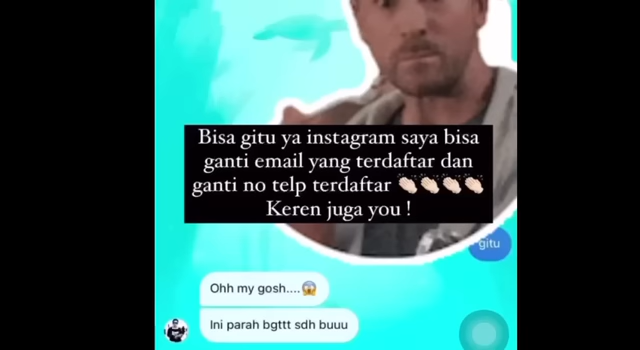 Bisa gitu ya instagram saya bisa
ganti email yang terdaftar dan
ganti no telp terdaftar 👏🏻👏🏻👏🏻👏🏻
Keren juga you !
gitu
Ohh my gosh....😱
Ini parah bgttt sdh buuu